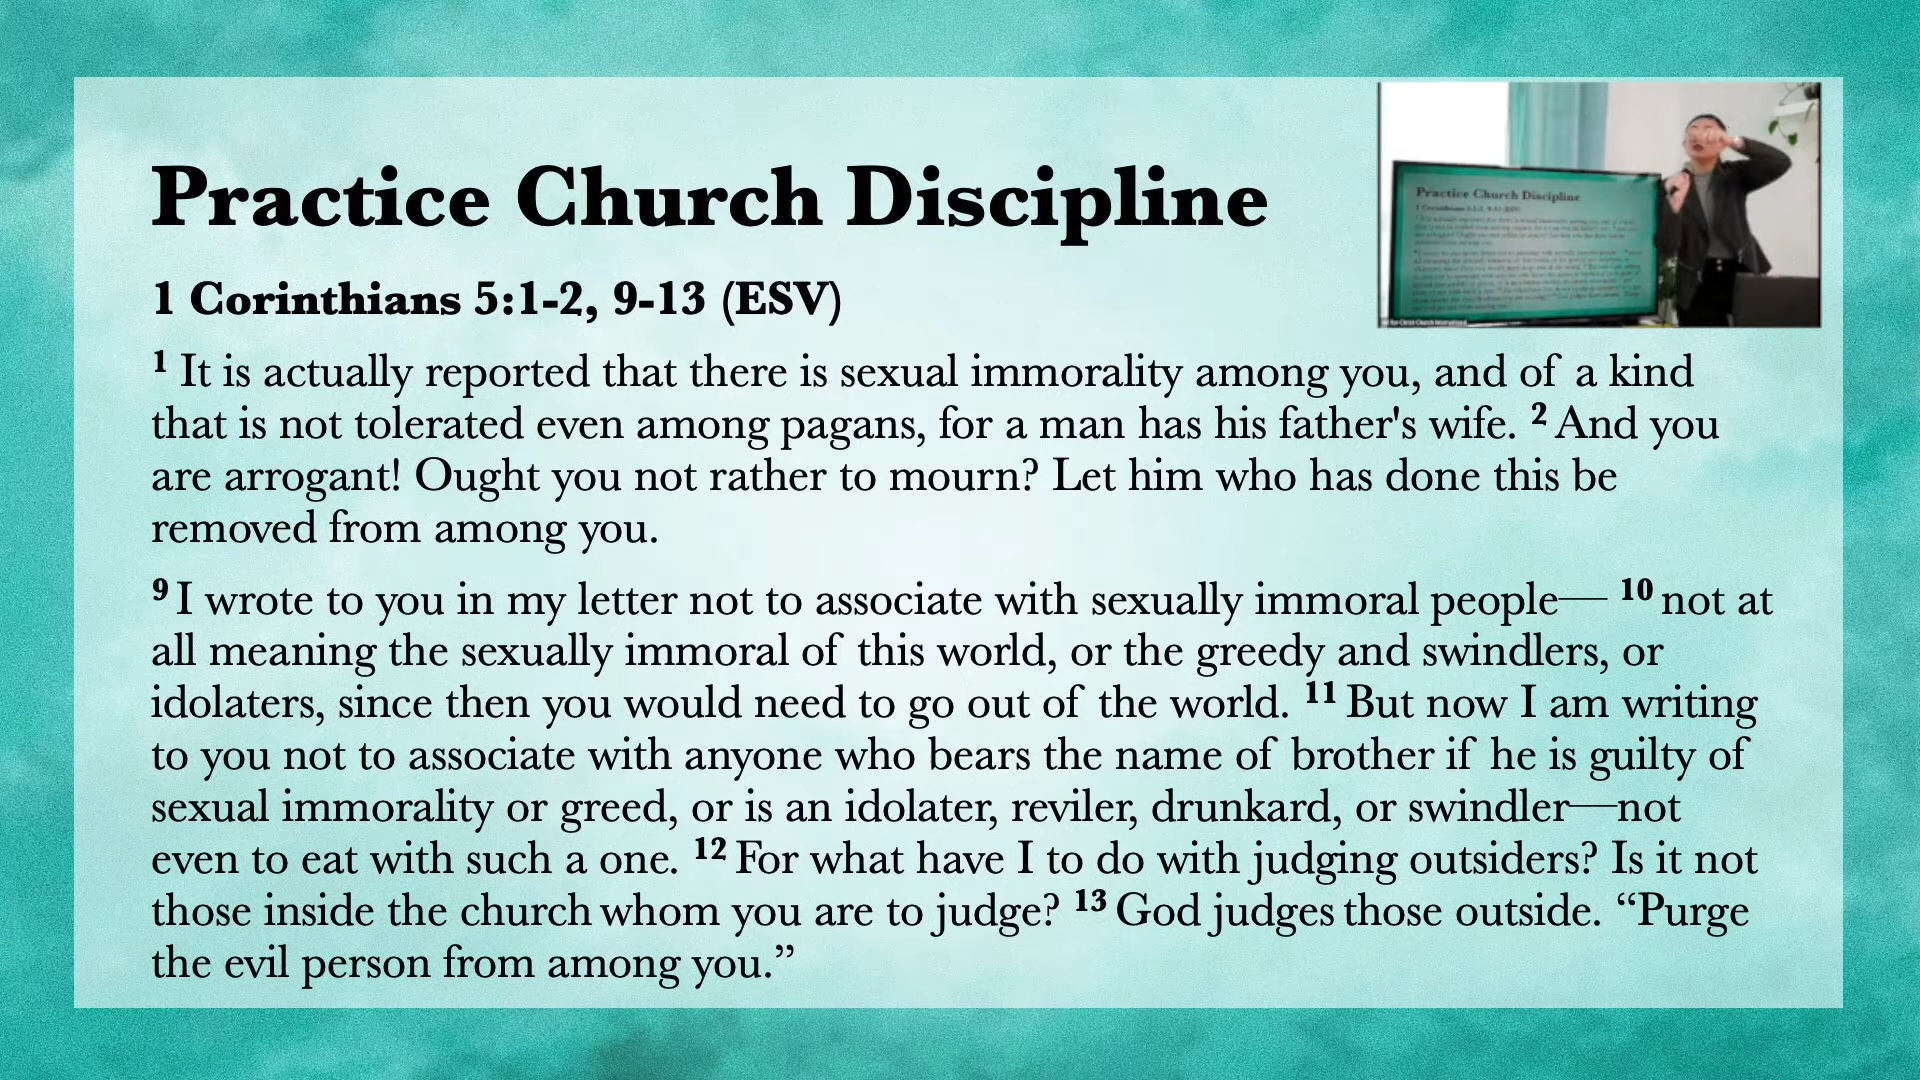 Practice Church Discipline
1 Corinthians 5:1-2, 9-13 (ESV)
1 It is actually reported that there is sexual immorality among you, and of a kind
that is not tolerated even among pagans, for a man has his father's wife. 2 And you
are arrogant! Ought you not rather to mourn? Let him who has done this be
removed from among you.
9 I wrote to you in my letter not to associate with sexually immoral people— 10 not at
all meaning the sexually immoral of this world, or the greedy and swindlers, or
idolaters, since then you would need to go out of the world. 11 But now I am writing
to you not to associate with anyone who bears the name of brother if he is guilty of
sexual immorality or greed, or is an idolater, reviler, drunkard, or swindler—not
even to eat with such a one. 12 For what have I to do with judging outsiders? Is it not
those inside the church whom you are to judge? 13 God judges those outside. “Purge
the evil person from among you.”
Practice Church Discipline